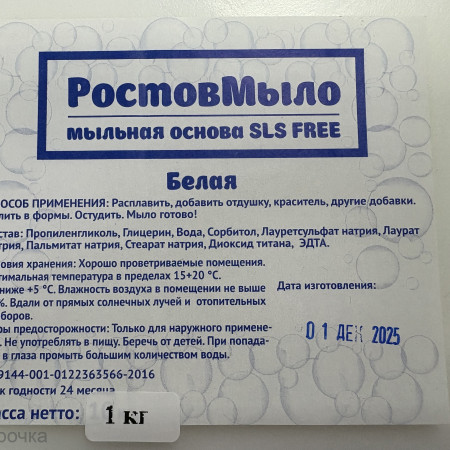 РостовМыло
мыльная основа SLS FREE
Белая
ОСОБ ПРИМЕНЕНИЯ: Расплавить, добавить отдушку, краситель, другие добавки.
лить в формы. Остудить. Мыло готово!
став: Пропиленгликоль, Глицерин, Вода, Сорбитол, Лауретсульфат натрия, Лаурат
трия, Пальмитат натрия, Стеарат натрия, Диоксид титана, ЭДТА.
овия хранения: Хорошо проветриваемые помещения.
тимальная температура в пределах 15+20 °С.
ниже +5 °С. Влажность воздуха в помещении не выше
%. Вдали от прямых солнечных лучей и отопительных
боров.
Дата изготовления:
01 ДЕК 2025
ры предосторожности: Только для наружного примене-
. Не употреблять в пищу. Беречь от детей. При попада-
в глаза промыть большим количеством воды.
9144-001-0122363566-2016
к годности 24 месяца
асса нетто:
1 кг
рочка